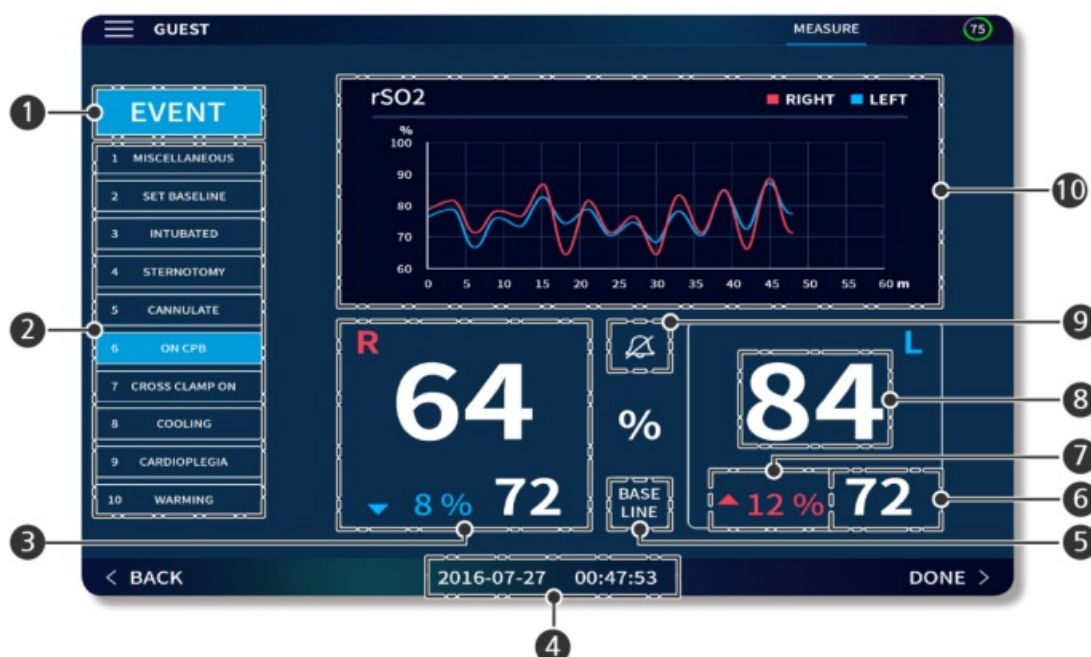 GUEST
MEASURE
75
1
EVENT
2
1 MISCELLANEOUS
2 SET BASELINE
3 INTUBATED
4 STERNOTOMY
5 CANNULATE
6 ON CPB
7 CROSS CLAMP ON
8 COOLING
9 CARDIOPLEGIA
10 WARMING
rSO2
RIGHT LEFT
%
100
90
80
70
60
0 5 10 15 20 25 30 35 40 45 50 55 60 m
10
R
64
8 % 72
3
9
%
BASE
LINE
5
L
84
8
7
12 % 72
6
< BACK
2016-07-27 00:47:53
DONE >
4